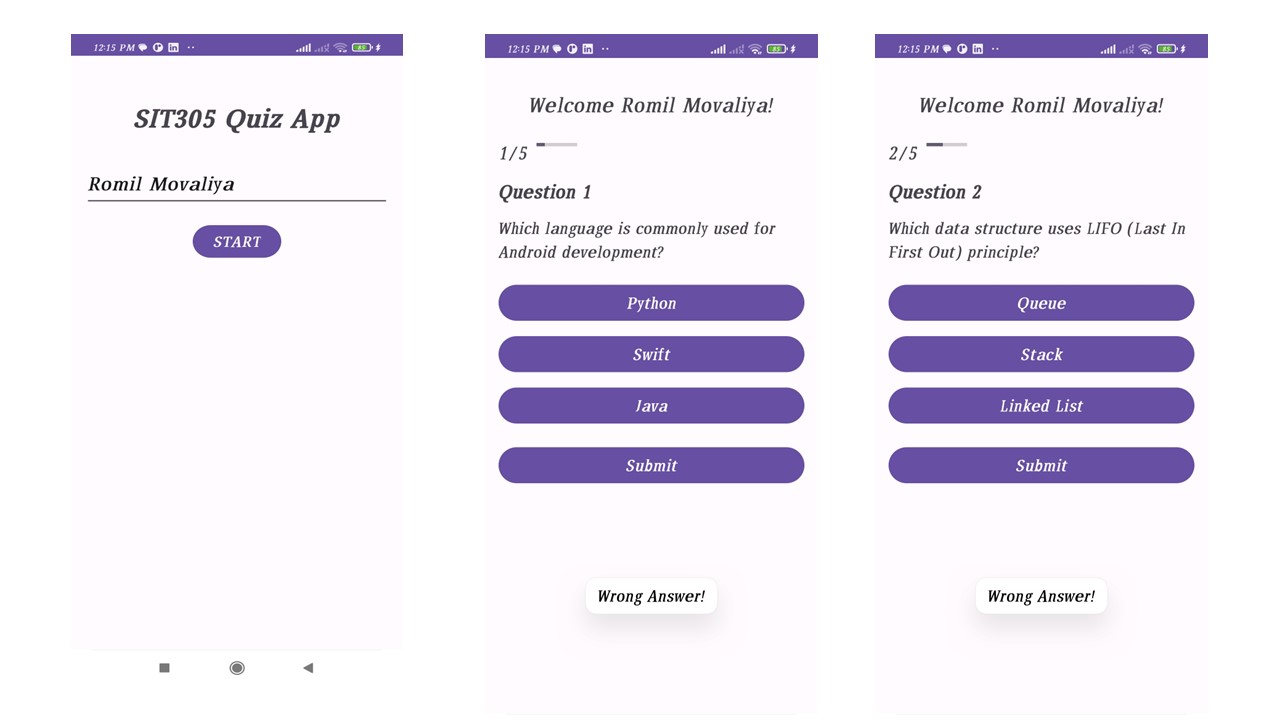 12:15 PM
85
SIT305 Quiz App
Romil Movaliya
START
12:15 PM
85
Welcome Romil Movaliya!
1/5
Question 1
Which language is commonly used for
Android development?
Python
Swift
Java
Submit
Wrong Answer!
12:15 PM
85
Welcome Romil Movaliya!
2/5
Question 2
Which data structure uses LIFO (Last In
First Out) principle?
Queue
Stack
Linked List
Submit
Wrong Answer!